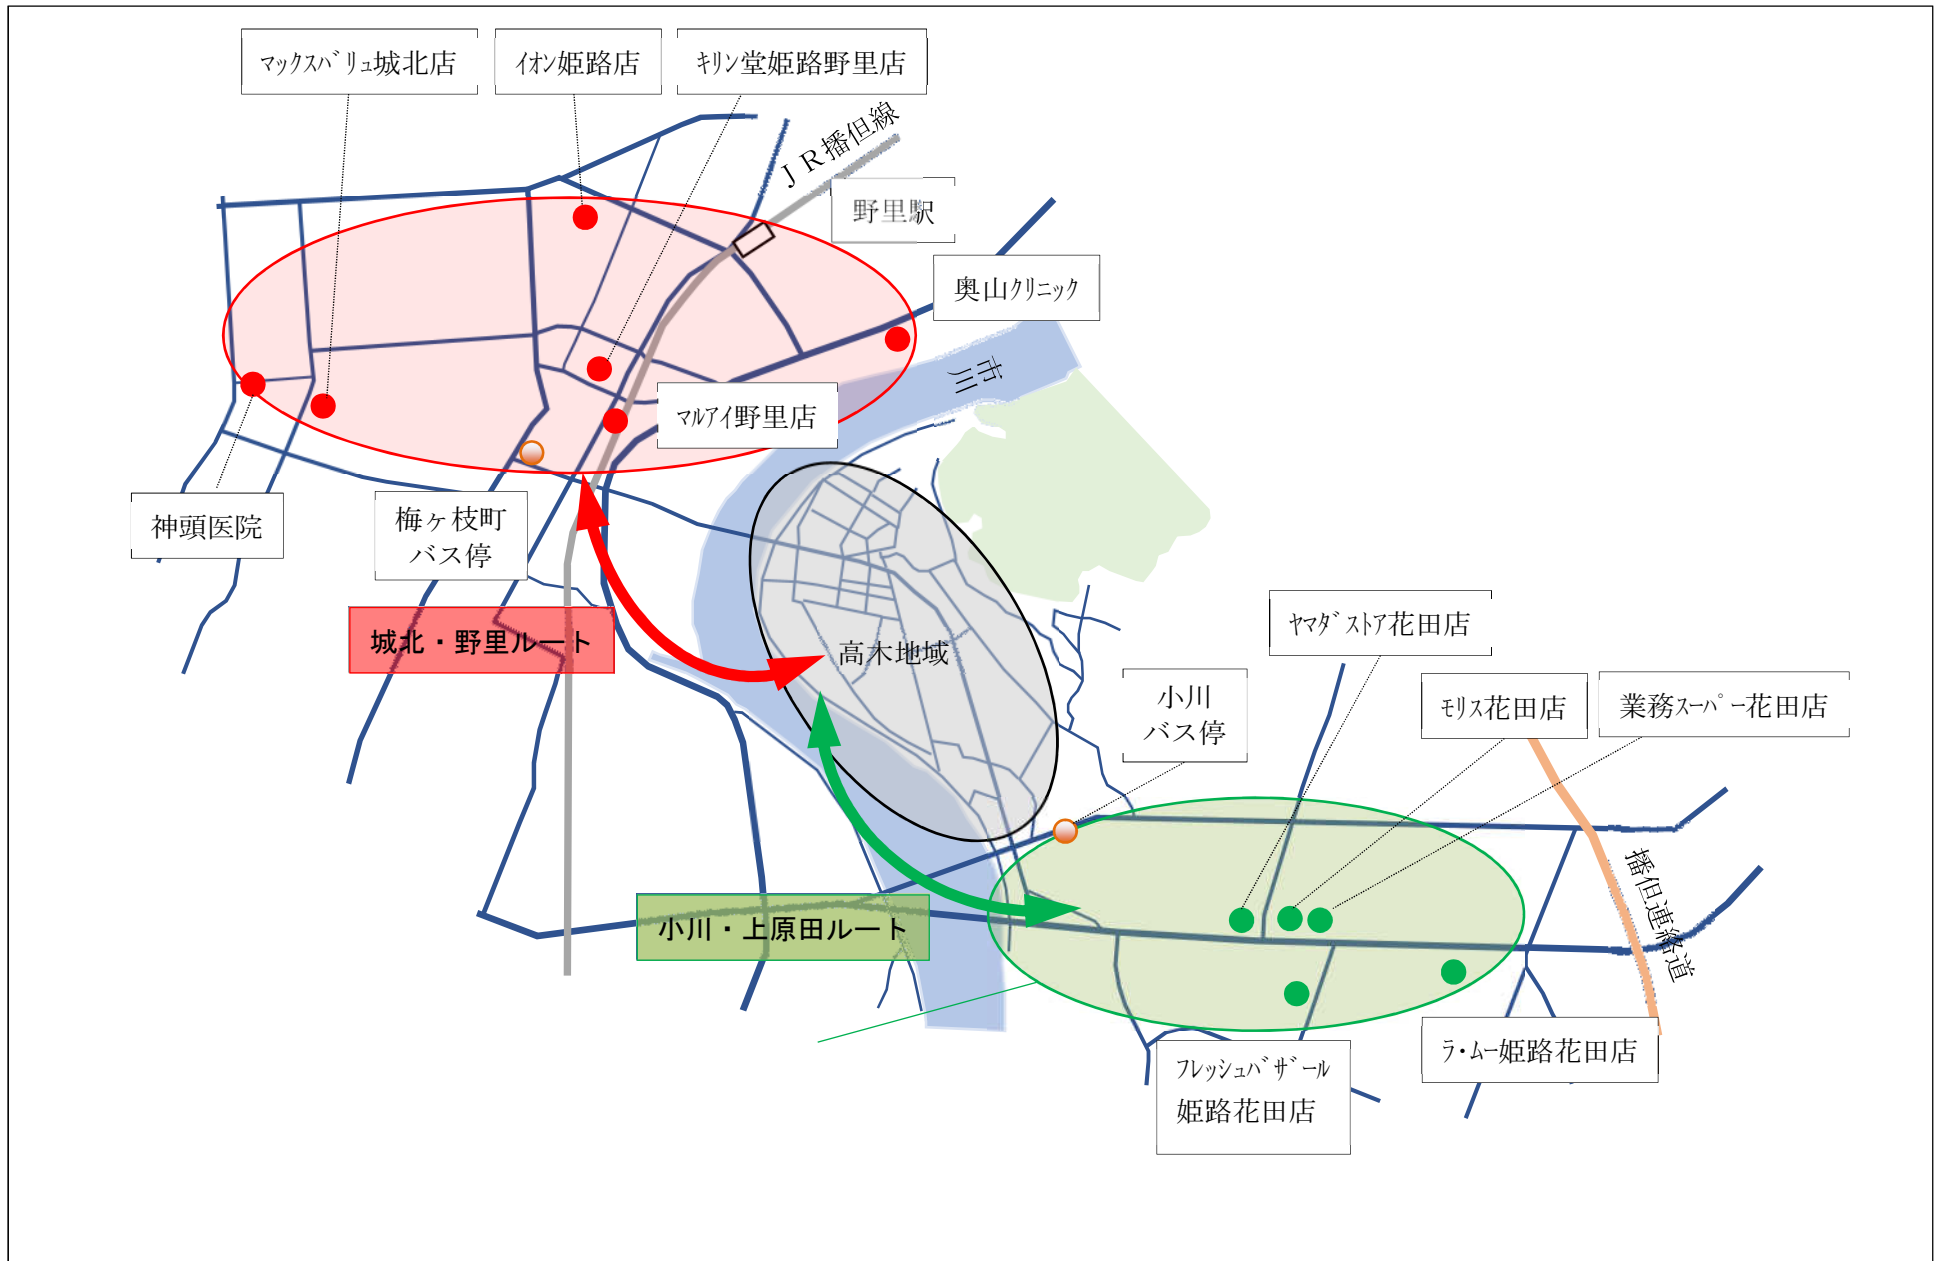 マックスバリュ城北店
イオン姫路店
キリン堂姫路野里店
JR播但線
野里駅
奥山クリニック
市川
マルアイ野里店
神頭医院
梅ヶ枝町
バス停
城北・野里ルート
高木地域
ヤマダストア花田店
小川
バス停
モリス花田店
業務スーパー花田店
播但連絡道
小川・上原田ルート
ラ・ムー姫路花田店
フレッシュバザール
姫路花田店